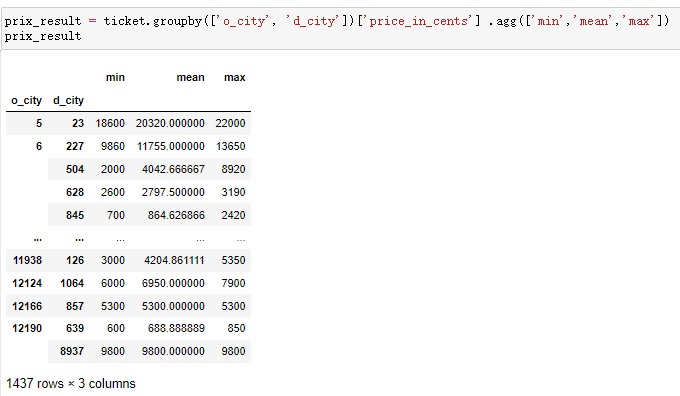 prix_result = ticket.groupby(['o_city', 'd_city'])['price_in_cents'] .agg(['min','mean','max'])
prix_result
min mean max
o_city d_city
5 23 18600 20320.000000 22000
6 227 9860 11755.000000 13650
504 2000 4042.666667 8920
628 2600 2797.500000 3190
845 700 864.626866 2420
... ... ... ... ...
11938 126 3000 4204.861111 5350
12124 1064 6000 6950.000000 7900
12166 857 5300 5300.000000 5300
12190 639 600 688.888889 850
8937 9800 9800.000000 9800
1437 rows × 3 columns